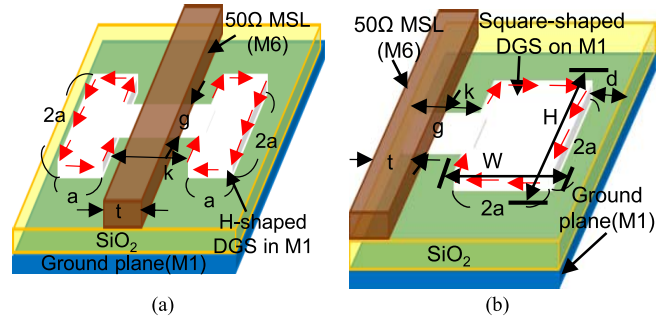 50Ω MSL
(M6)
2a
g
2a
k
a
a
t
H-shaped
DGS in M1
SiO2
Ground plane(M1)
(a)
50Ω MSL
(M6)
Square-shaped
DGS on M1
d
k
g
H
2a
t
W
2a
Ground
plane(M1)
SiO2
(b)